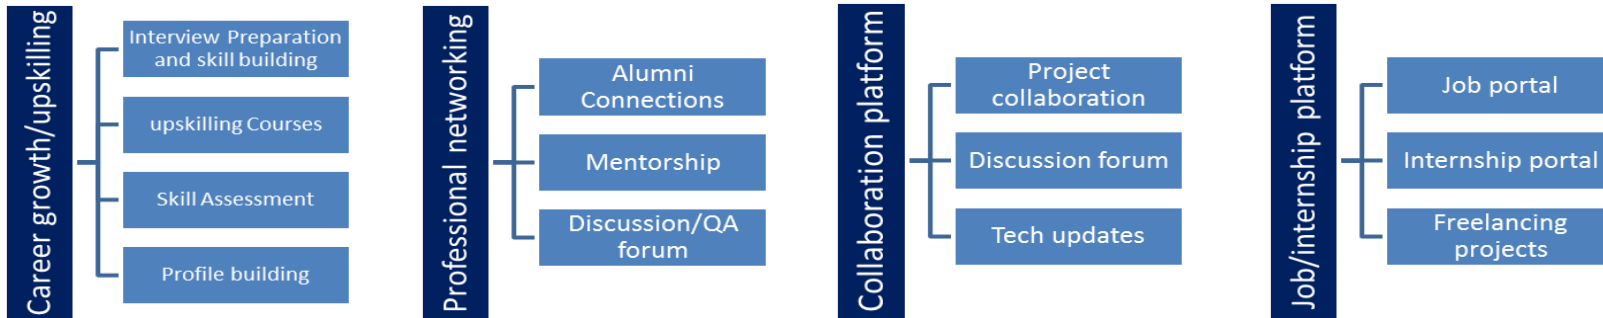 Career growth/upskilling
Interview Preparation
and skill building
upskilling Courses
Skill Assessment
Profile building
Professional networking
Alumni
Connections
Mentorship
Discussion/QA
forum
Collaboration platform
Project
collaboration
Discussion forum
Tech updates
Job/internship platform
Job portal
Internship portal
Freelancing
projects